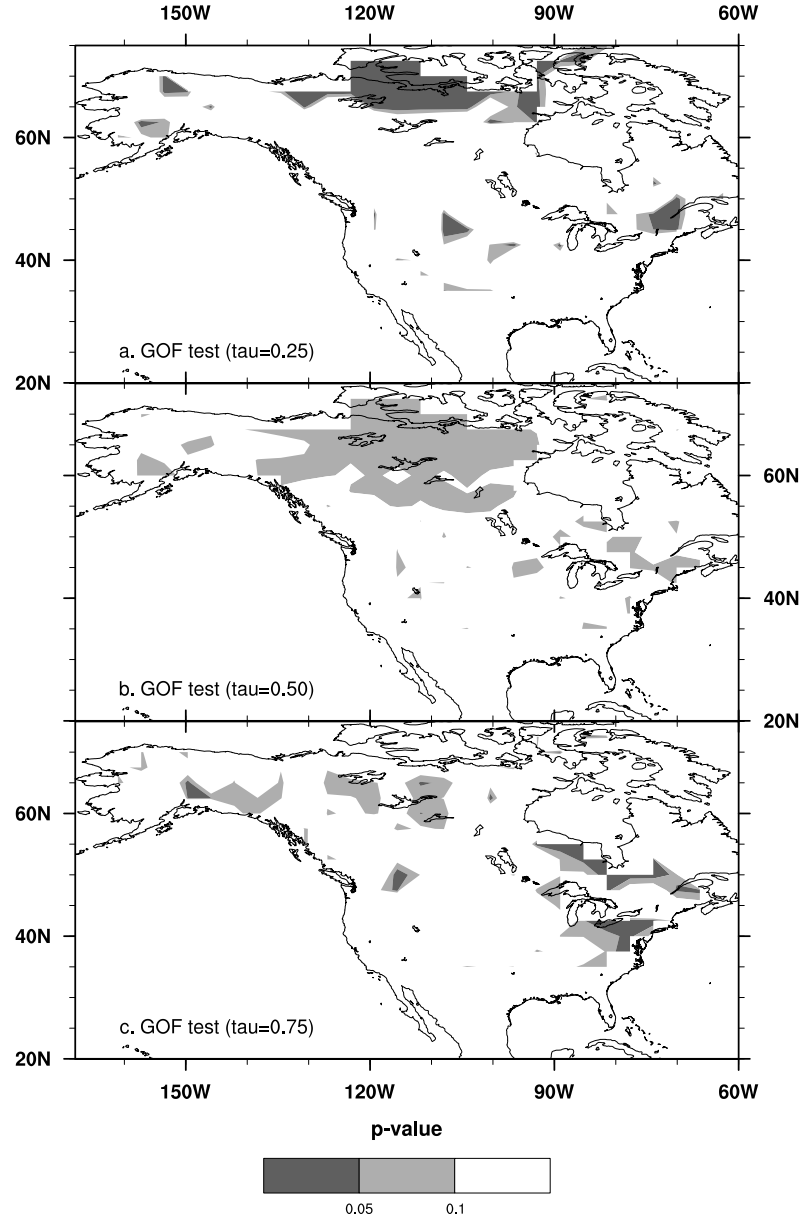 150W 120W 90W 60W
60N
40N
a. GOF test (tau=0.25)
20N
60N
40N
b. GOF test (tau=0.50)
20N
60N
40N
c. GOF test (tau=0.75)
20N
150W 120W 90W 60W
p-value
0.05 0.1